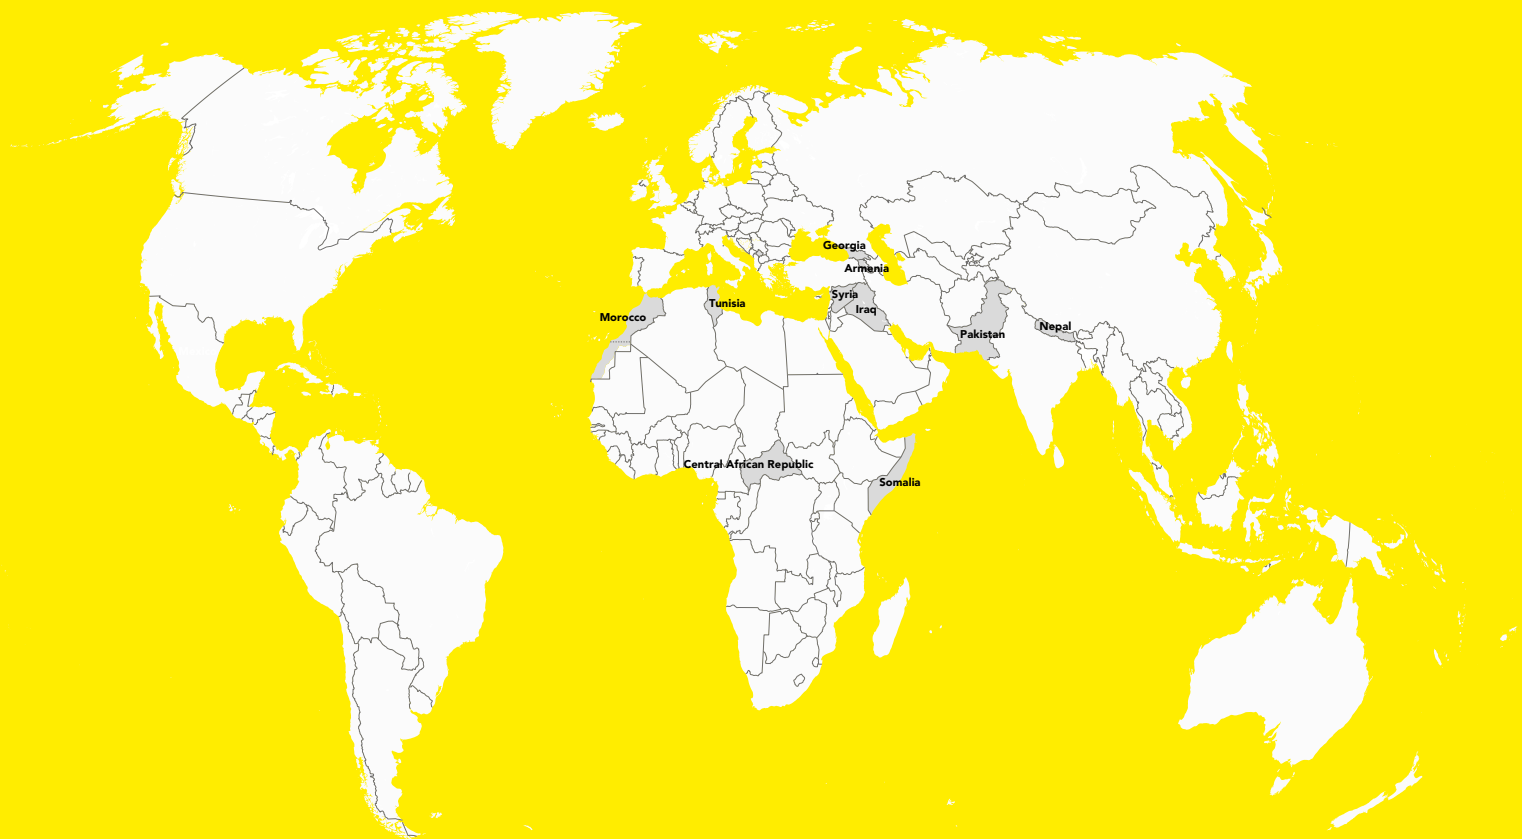 Georgia
Armenia
Syria
Tunisia
Iraq
Morocco
Nepal
Pakistan
Central African Republic
Somalia